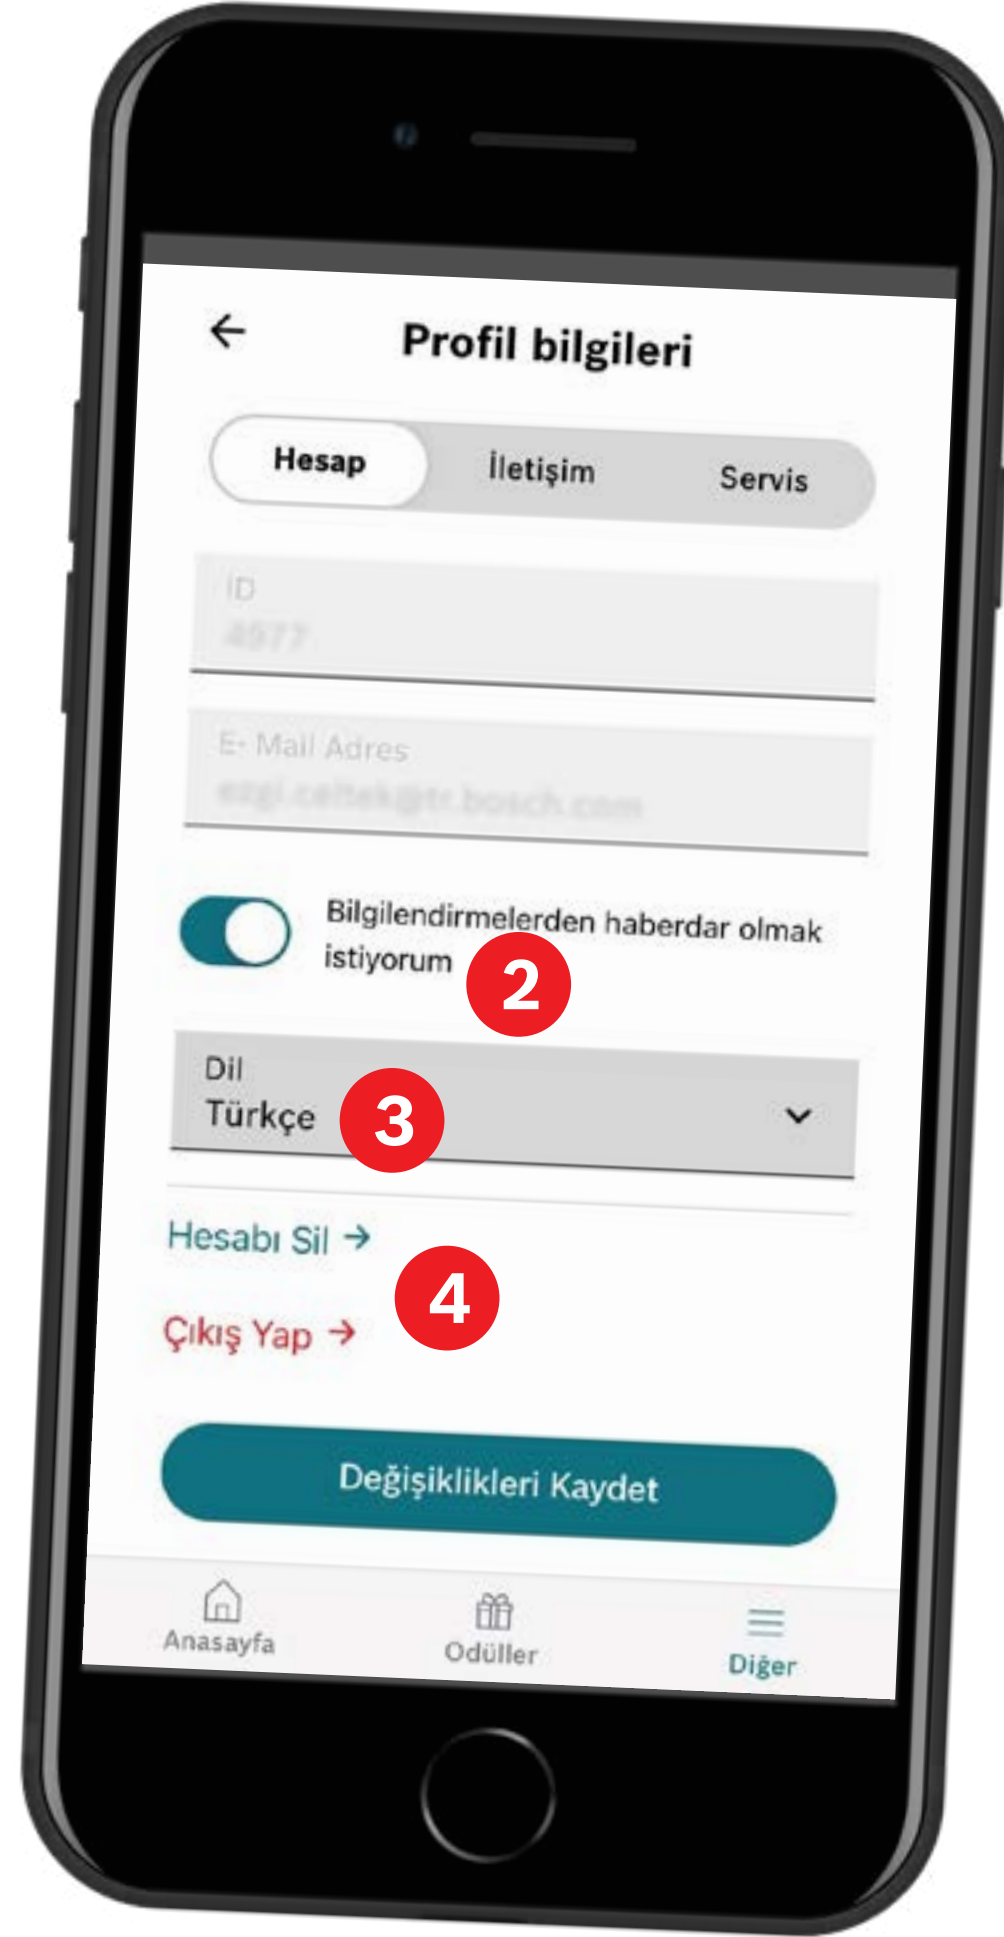 Profil bilgileri
Hesap İletişim Servis
ID
4977
E- Mail Adres
Bilgilendirmelerden haberdar olmak
istiyorum
2
Dil
Türkçe
3
Hesabı Sil →
4
Çıkış Yap →
Değişiklikleri Kaydet
Anasayfa Ödüller Diğer